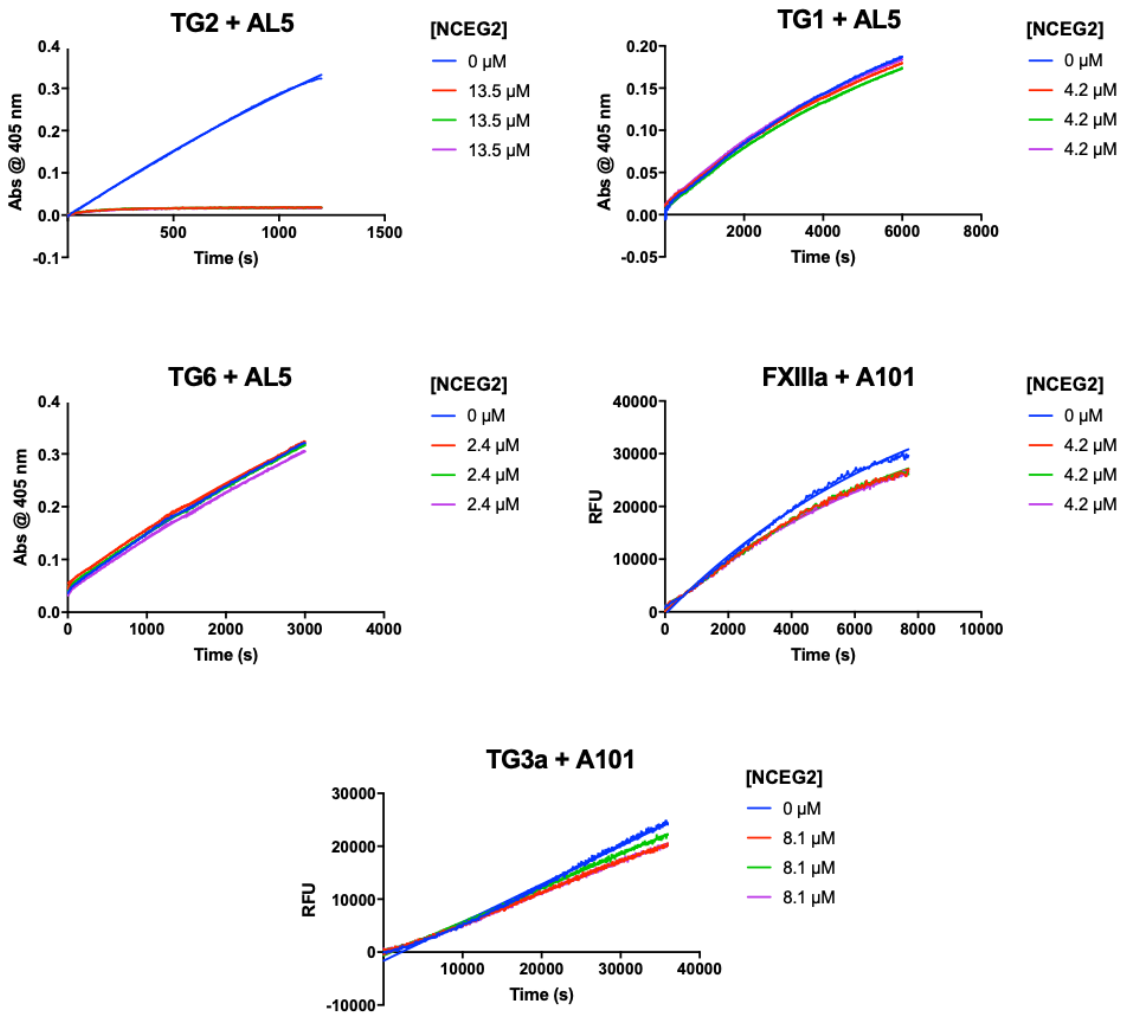 TG2 + AL5
[NCEG2]
0 µM
13.5 µM
13.5 µM
13.5 µM
Abs @ 405 nm
0.4
0.3
0.2
0.1
0.0
-0.1
500
1000
1500
Time (s)
TG1 + AL5
[NCEG2]
0 µM
4.2 µM
4.2 µM
4.2 µM
Abs @ 405 nm
0.20
0.15
0.10
0.05
0.00
-0.05
2000
4000
6000
8000
Time (s)
TG6 + AL5
[NCEG2]
0 µM
2.4 µM
2.4 µM
2.4 µM
Abs @ 405 nm
0.4
0.3
0.2
0.1
0.0
0
1000
2000
3000
4000
Time (s)
FXIIIa + A101
[NCEG2]
0 µM
4.2 µM
4.2 µM
4.2 µM
RFU
40000
30000
20000
10000
0
0
2000
4000
6000
8000
10000
Time (s)
TG3a + A101
[NCEG2]
0 µM
8.1 µM
8.1 µM
8.1 µM
RFU
30000
20000
10000
0
-10000
10000
20000
30000
40000
Time (s)